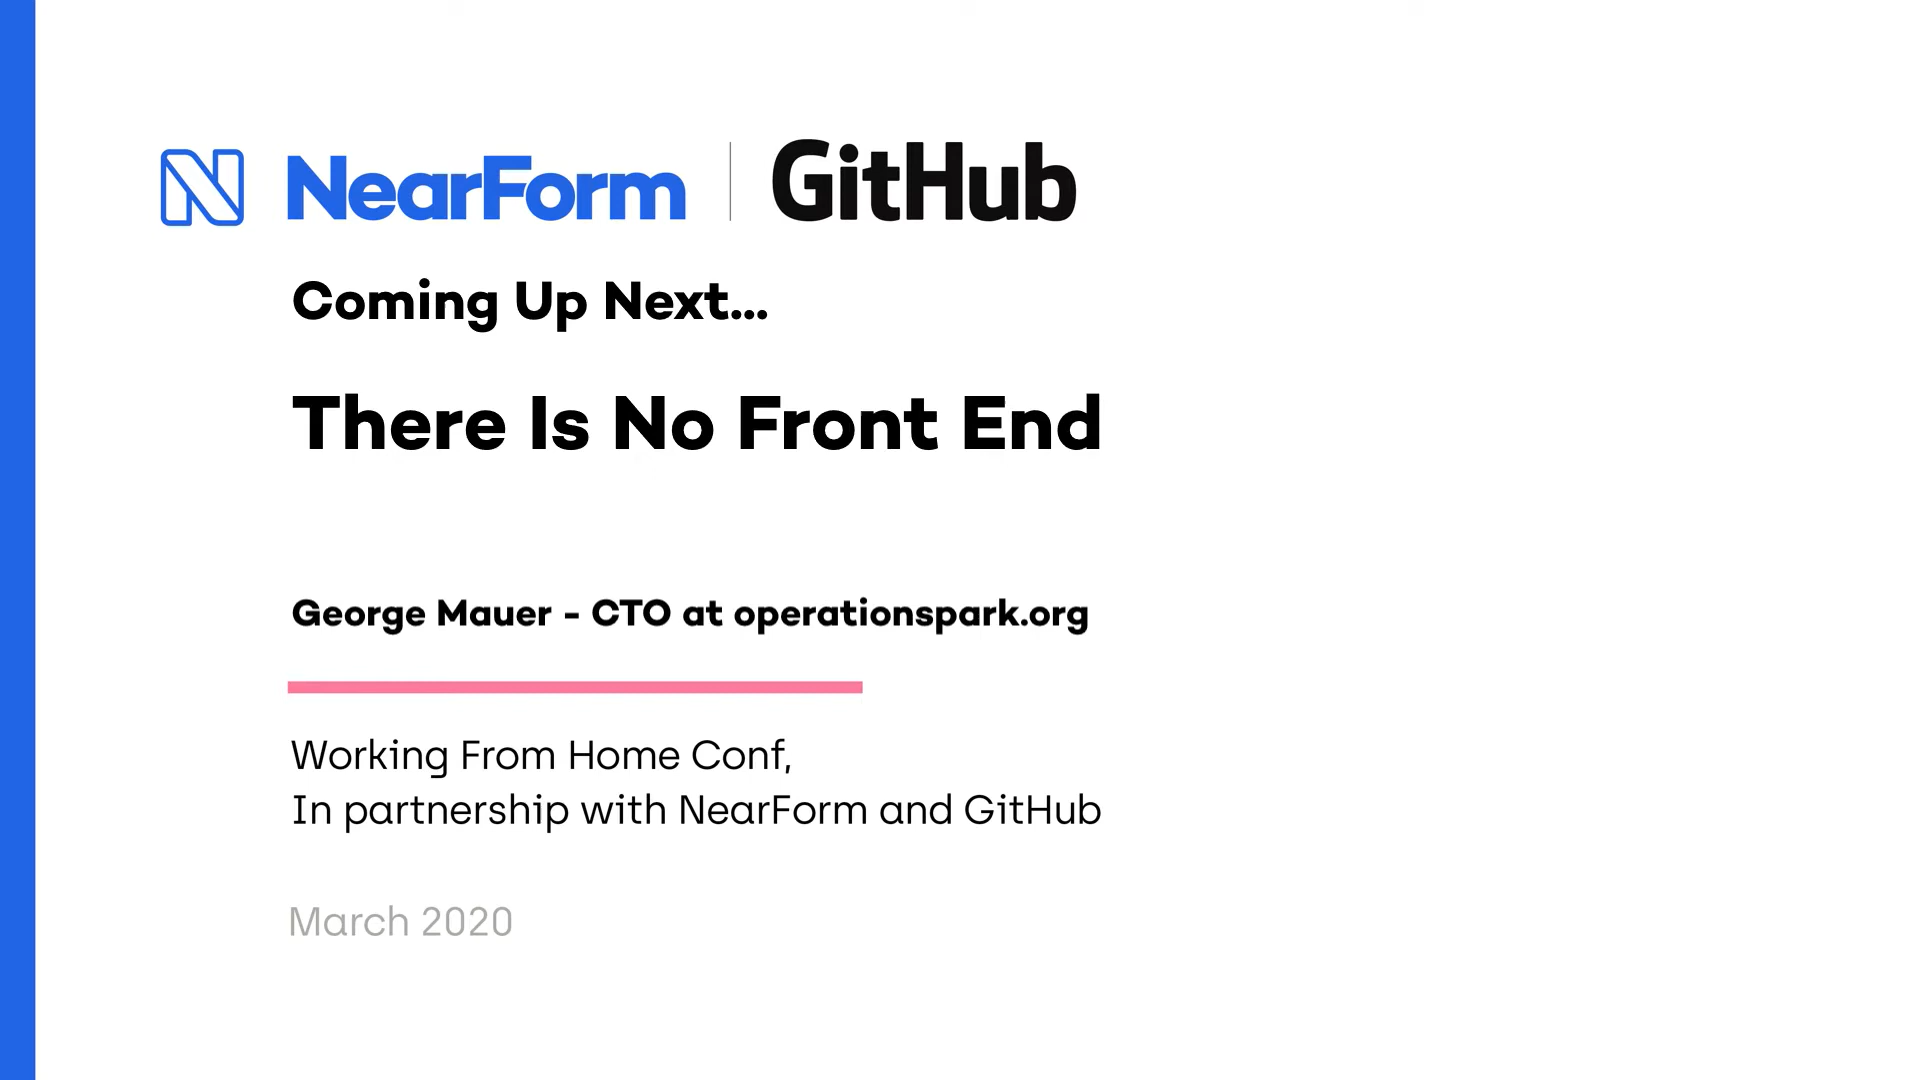 NearForm | GitHub
Coming Up Next...
There Is No Front End
George Mauer - CTO at operationspark.org
Working From Home Conf,
In partnership with NearForm and GitHub
March 2020